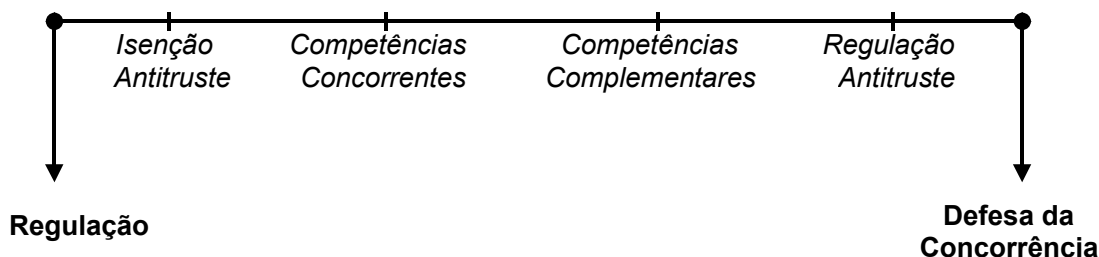 Isenção
Antitruste
Competências
Concorrentes
Competências
Complementares
Regulação
Antitruste
Regulação
Defesa da
Concorrência